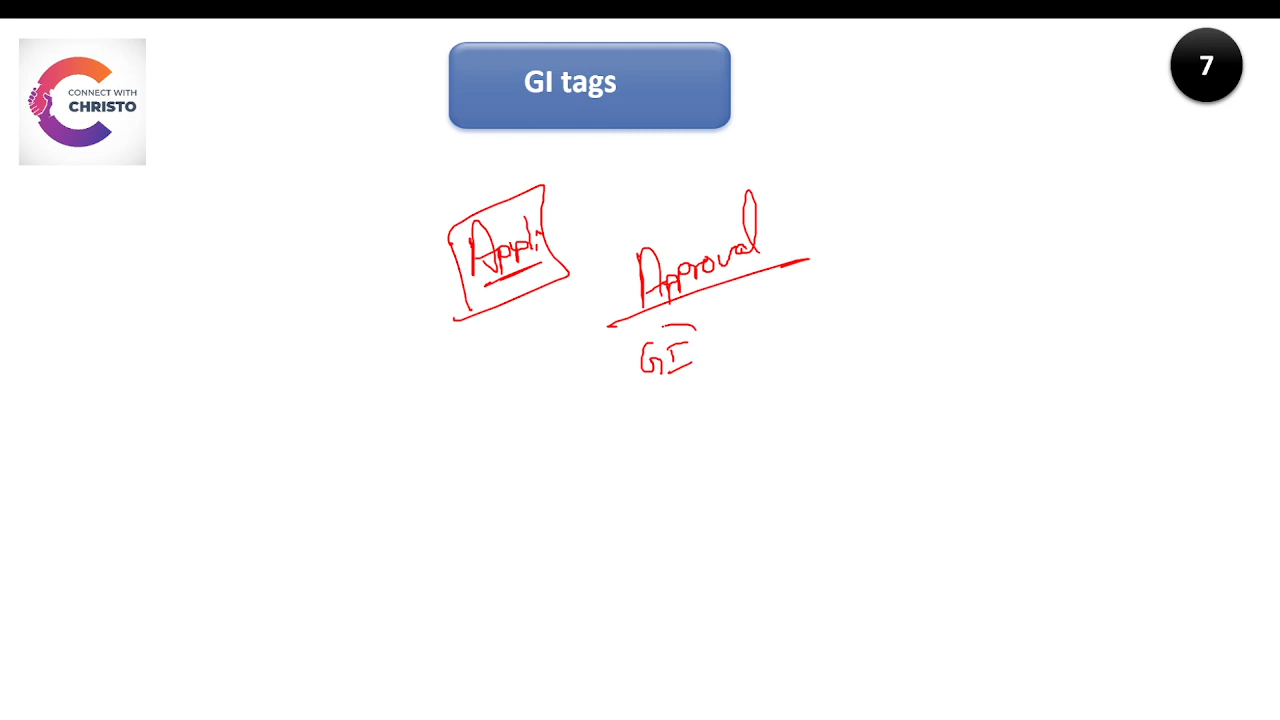 CONNECT WITH
CHRISTO
GI tags
7
Appli
Approval
GI